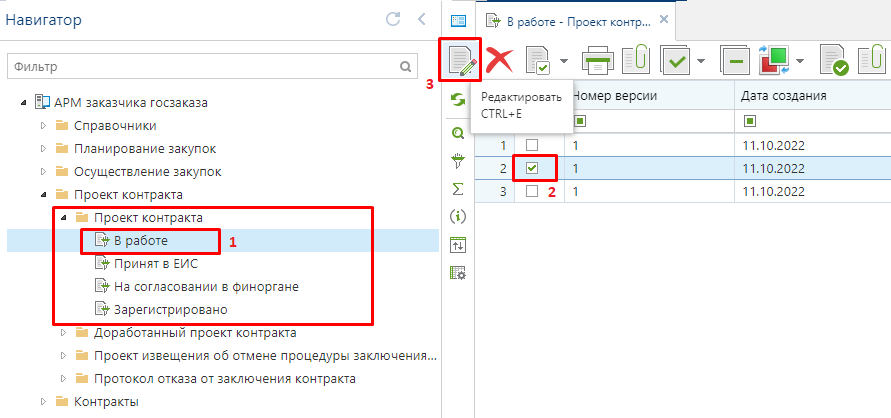 Навигатор
Фильтр
АРМ заказчика госзаказа
Справочники
Планирование закупок
Осуществление закупок
Проект контракта
Проект контракта
В работе
1
Принят в ЕИС
На согласовании в финоргане
Зарегистрировано
Доработанный проект контракта
Проект извещения об отмене процедуры заключения...
Протокол отказа от заключения контракта
Контракты
В работе - Проект контр...
3
Редактировать
CTRL+E
Номер версии
Дата создания
1 1 11.10.2022
2 1 11.10.2022
3 2 1 11.10.2022